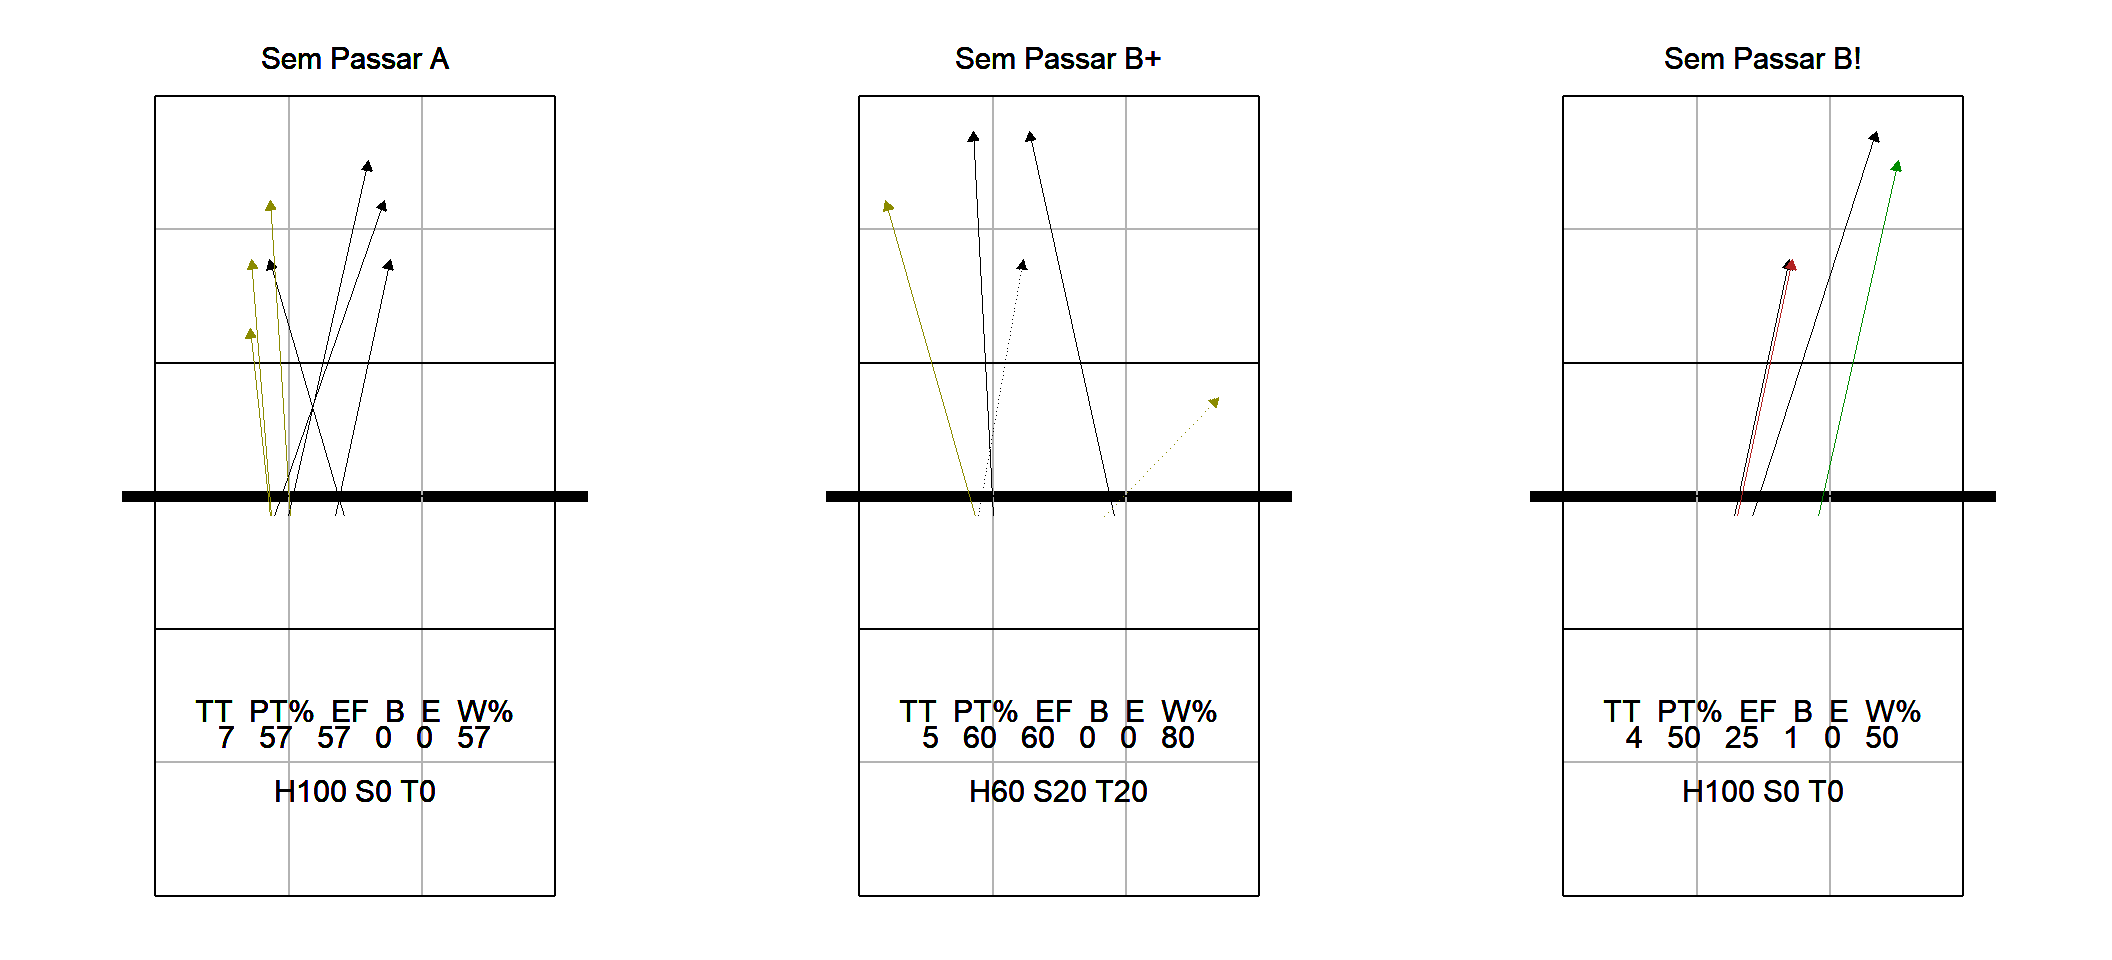 Sem Passar A
TT PT% EF B E W%
7 57 57 0 0 57
H100 S0 T0
Sem Passar B+
TT PT% EF B E W%
5 60 60 0 0 80
H60 S20 T20
Sem Passar B!
TT PT% EF B E W%
4 50 25 1 0 50
H100 S0 T0